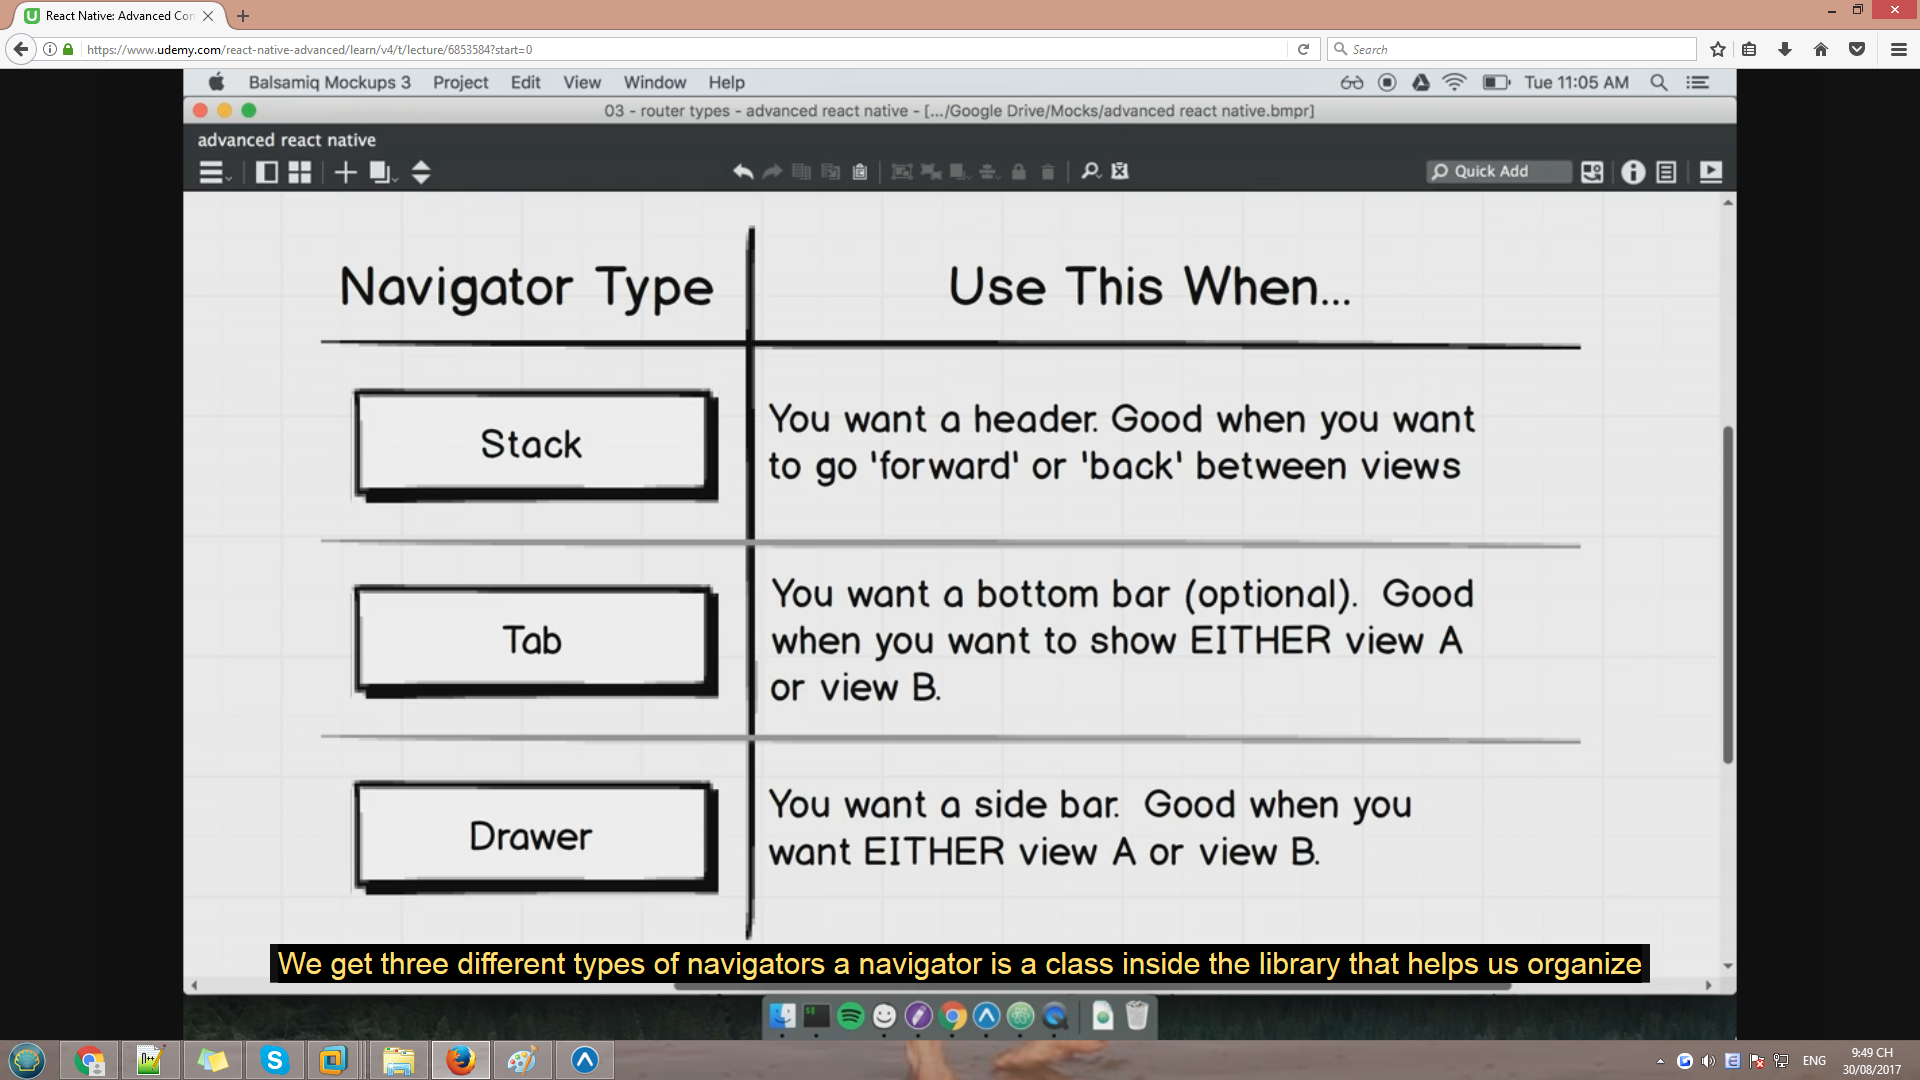 React Native: Advanced Con
https://www.udemy.com/react-native-advanced/learn/v4/t/lecture/6853584?start=0
Search
Balsamiq Mockups 3 Project Edit View Window Help
Tue 11:05 AM
03 - router types - advanced react native - [.../Google Drive/Mocks/advanced react native.bmpr]
advanced react native
Quick Add
Navigator Type
Use This When...
Stack
You want a header. Good when you want
to go 'forward' or 'back' between views
Tab
You want a bottom bar (optional). Good
when you want to show EITHER view A
or view B.
Drawer
You want a side bar. Good when you
want EITHER view A or view B.
We get three different types of navigators a navigator is a class inside the library that helps us organize
ENG
9:49 CH
30/08/2017